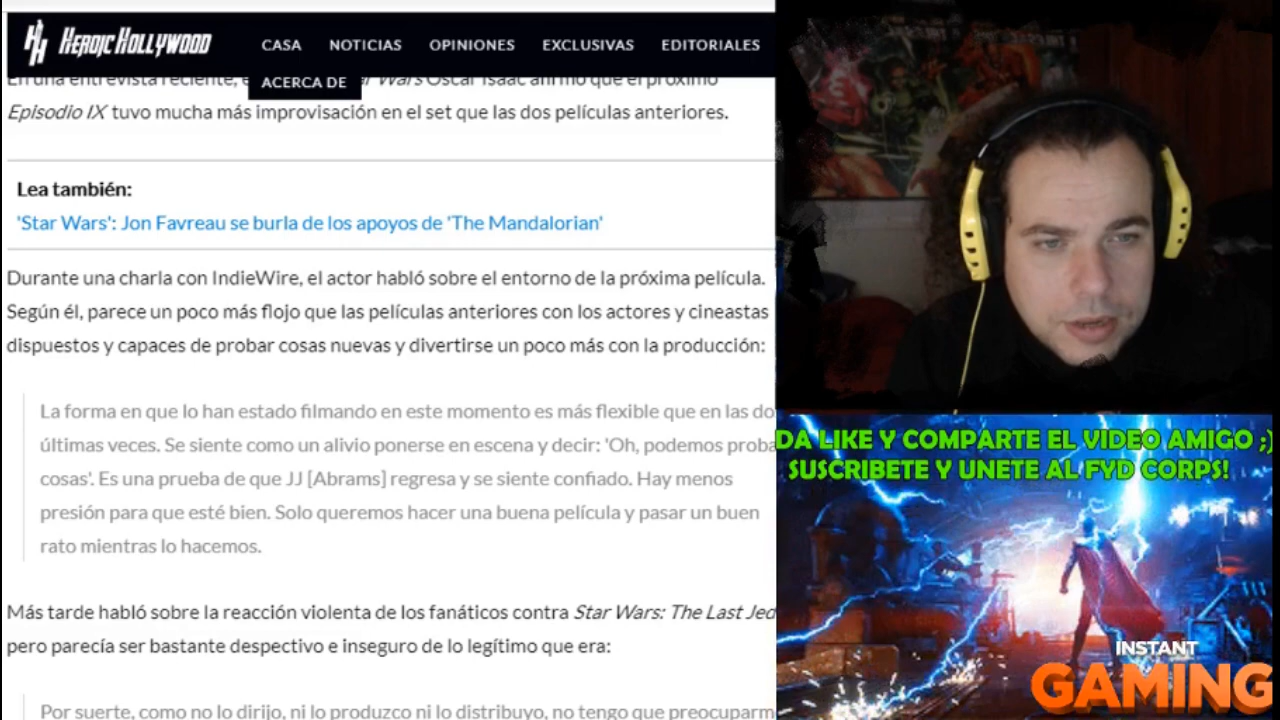 HEROIC HOLLYWOOD
CASA NOTICIAS OPINIONES EXCLUSIVAS EDITORIALES
ACERCA DE
En una entrevista reciente, Wars Oscar Isaac afirmó que el próximo
Episodio IX tuvo mucha más improvisación en el set que las dos películas anteriores.
Lea también:
'Star Wars': Jon Favreau se burla de los apoyos de 'The Mandalorian'
Durante una charla con IndieWire, el actor habló sobre el entorno de la próxima película.
Según él, parece un poco más flojo que las películas anteriores con los actores y cineastas
dispuestos y capaces de probar cosas nuevas y divertirse un poco más con la producción:
La forma en que lo han estado filmando en este momento es más flexible que en las do
últimas veces. Se siente como un alivio ponerse en escena y decir: 'Oh, podemos proba
cosas'. Es una prueba de que JJ [Abrams] regresa y se siente confiado. Hay menos
presión para que esté bien. Solo queremos hacer una buena película y pasar un buen
rato mientras lo hacemos.
Más tarde habló sobre la reacción violenta de los fanáticos contra Star Wars: The Last Jed
pero parecía ser bastante despectivo e inseguro de lo legítimo que era:
Por suerte, como no lo dirijo, ni lo produzco ni lo distribuyo, no tengo que preocuparm
DA LIKE Y COMPARTE EL VIDEO AMIGO ;)
SUSCRIBETE Y UNETE AL FYD CORPS!
INSTANT
GAMING